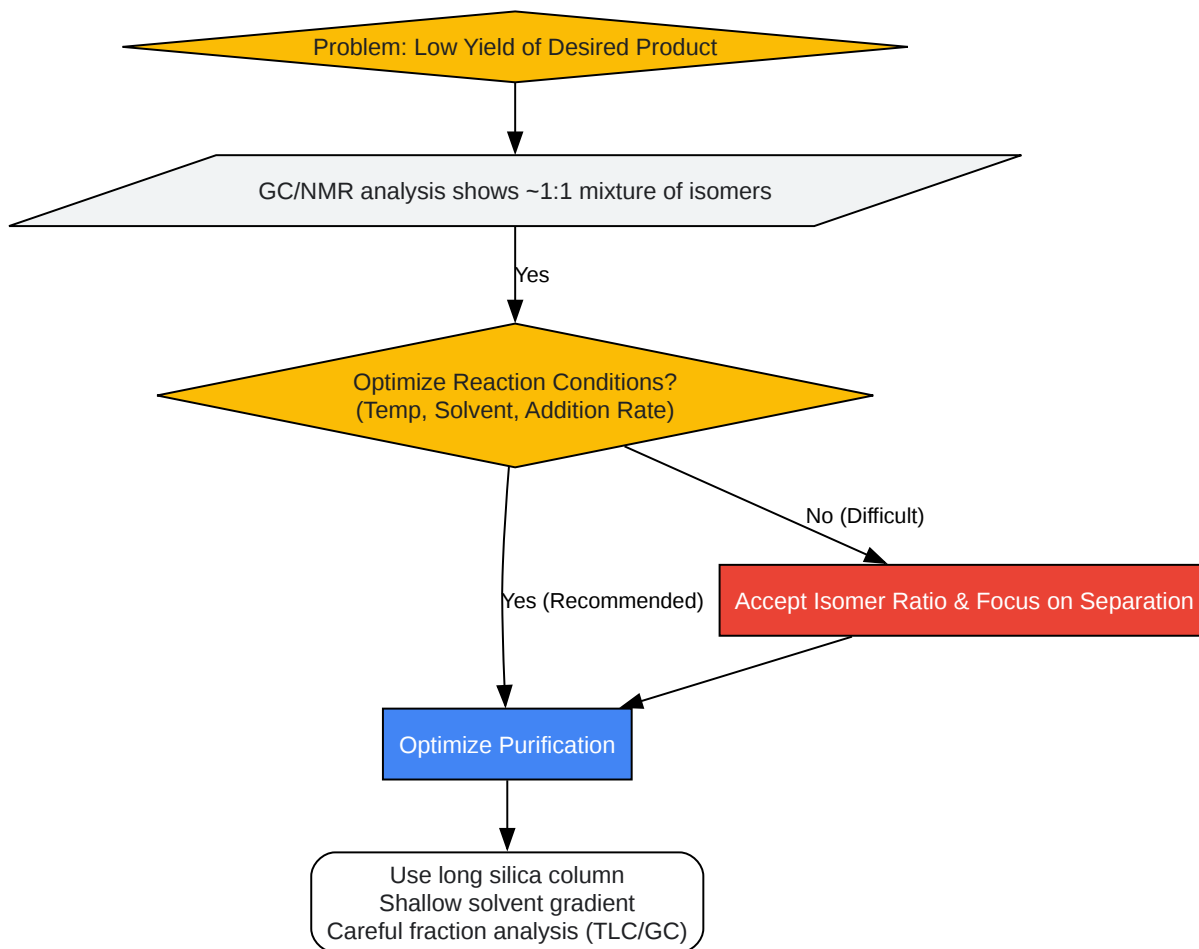 Problem: Low Yield of Desired Product
GC/NMR analysis shows ~1:1 mixture of isomers
Yes
Optimize Reaction Conditions?
(Temp, Solvent, Addition Rate)
No (Difficult)
Yes (Recommended)
Accept Isomer Ratio & Focus on Separation
Optimize Purification
Use long silica column
Shallow solvent gradient
Careful fraction analysis (TLC/GC)